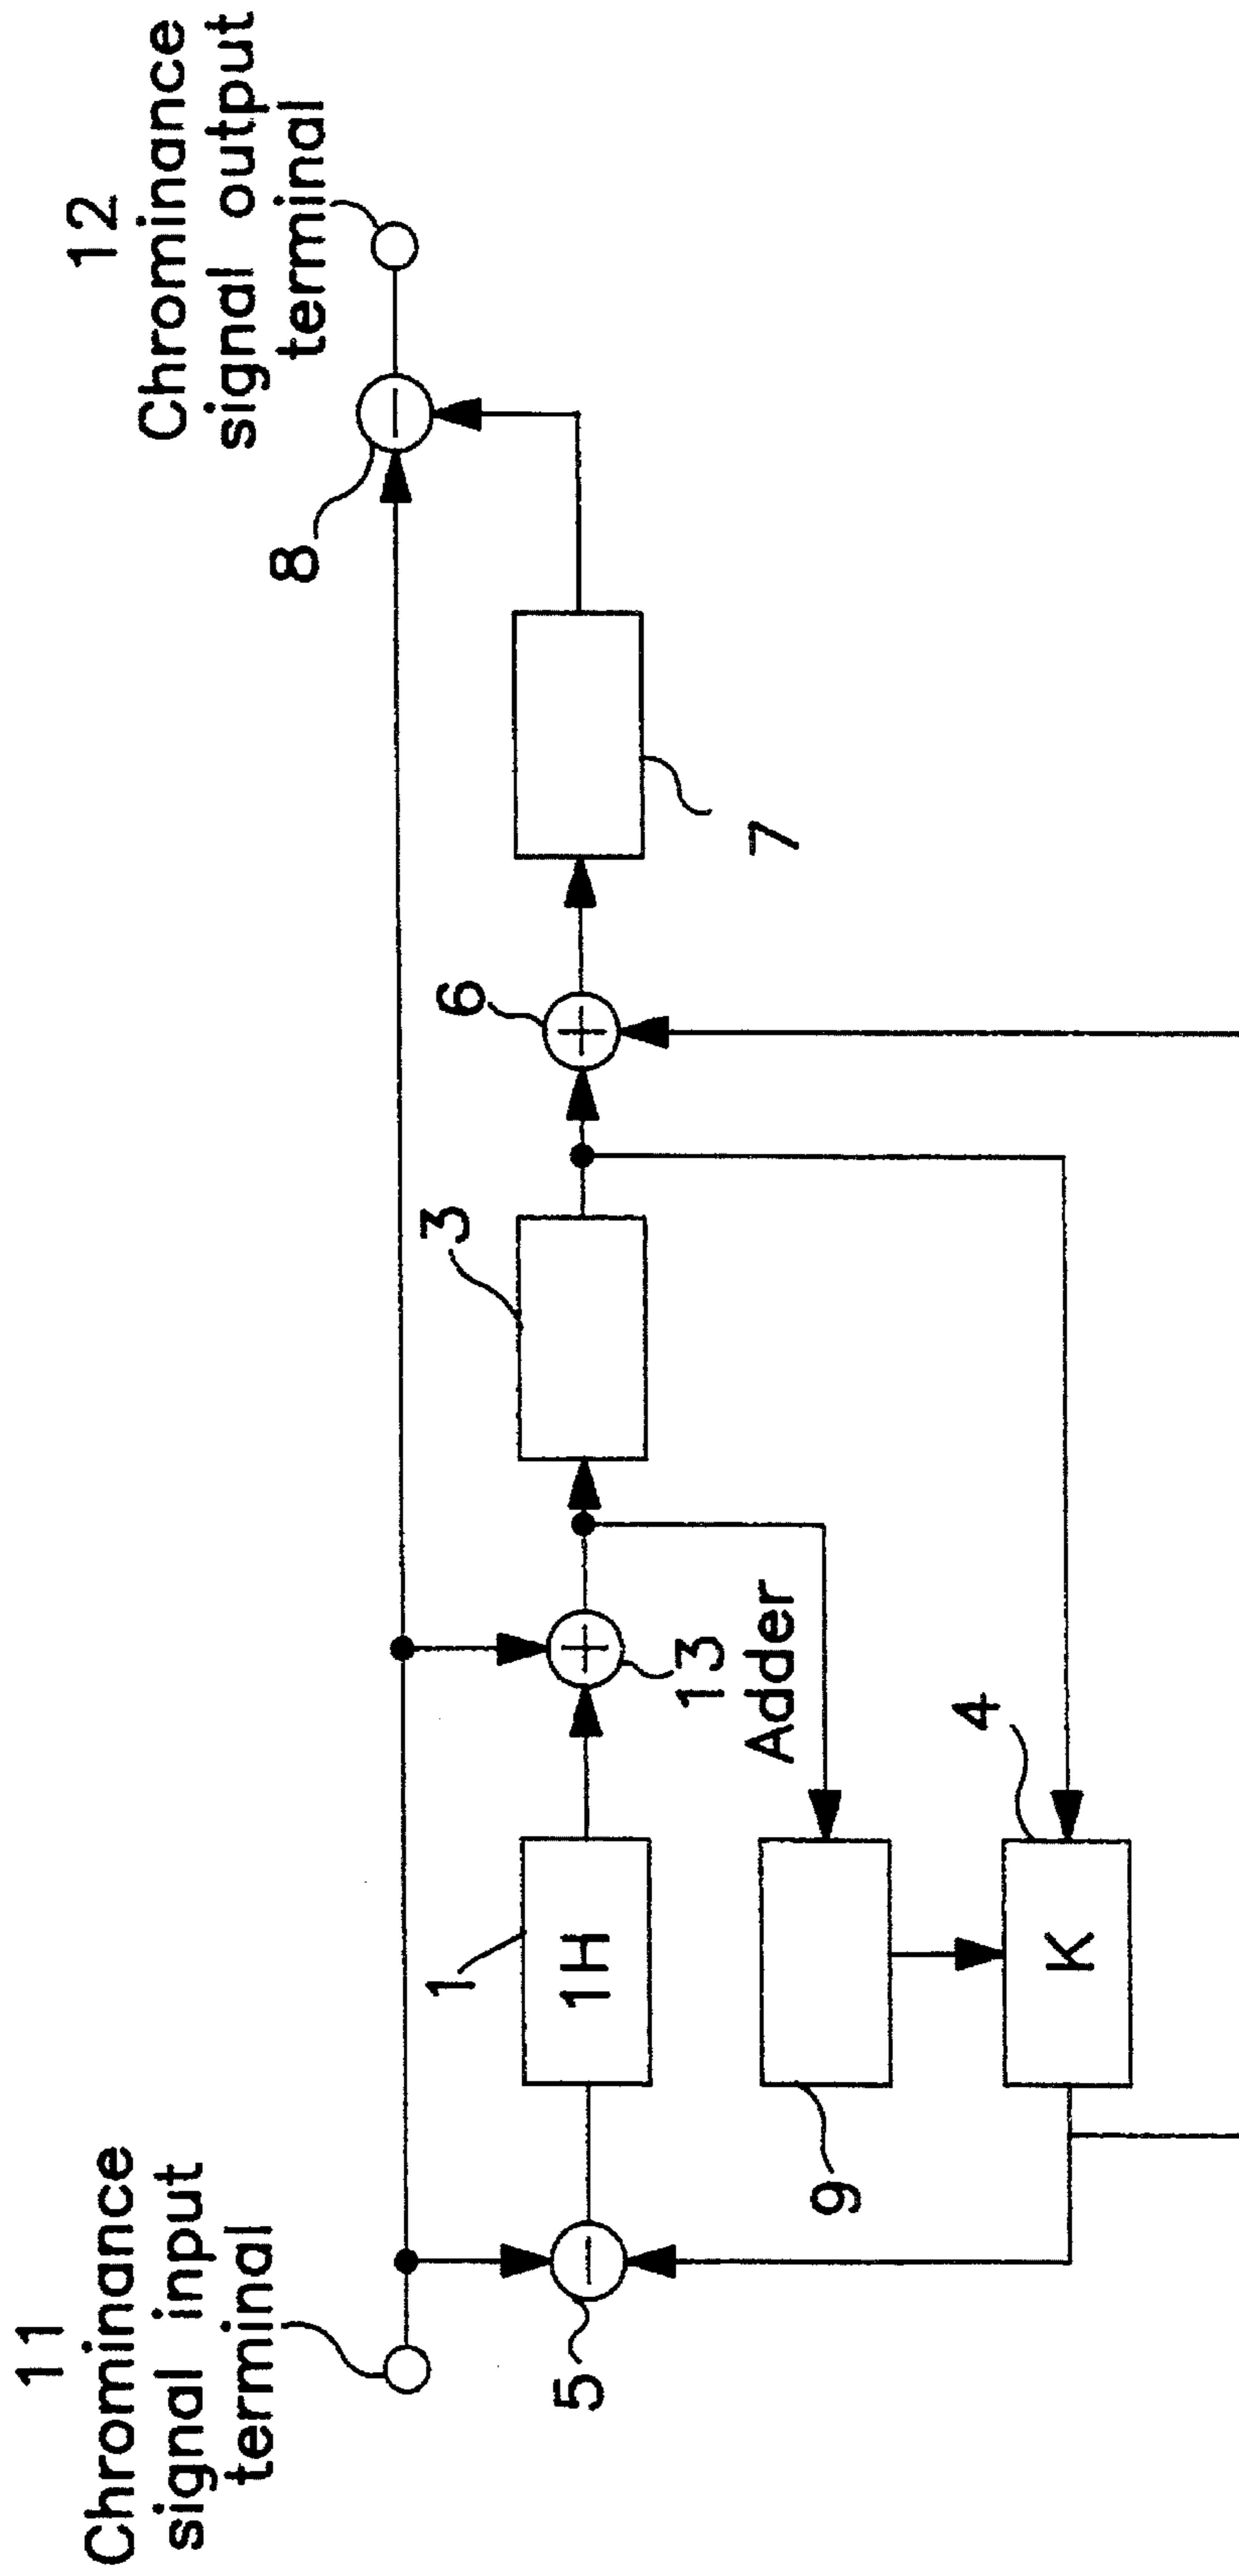 11
Chrominance
signal input
terminal
12
Chrominance
signal output
terminal
8
5
1
1H
13
Adder
3
6
7
9
4
K